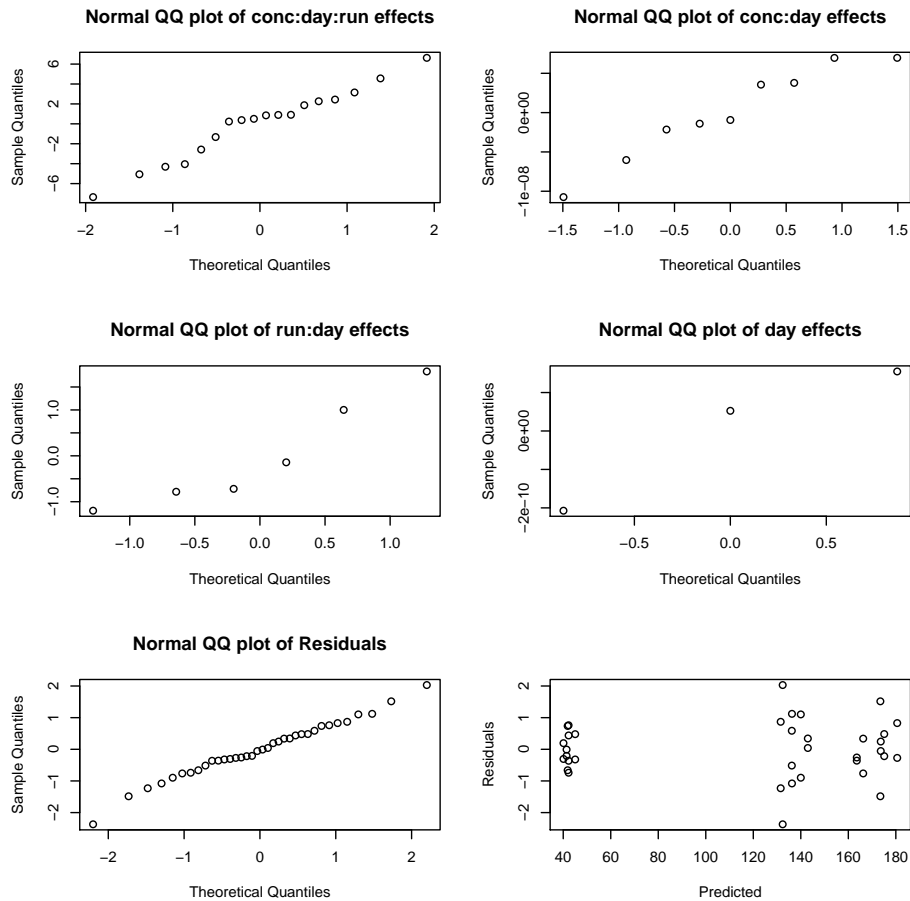 Normal QQ plot of conc:day:run effects
Sample Quantiles
6
2
−2
−6
−2 −1 0 1 2
Theoretical Quantiles
Normal QQ plot of conc:day effects
Sample Quantiles
0e+00
−1e−08
−1.5 −1.0 −0.5 0.0 0.5 1.0 1.5
Theoretical Quantiles
Normal QQ plot of run:day effects
Sample Quantiles
1.0
0.0
−1.0
−1.0 −0.5 0.0 0.5 1.0
Theoretical Quantiles
Normal QQ plot of day effects
Sample Quantiles
0e+00
−2e−10
−0.5 0.0 0.5
Theoretical Quantiles
Normal QQ plot of Residuals
Sample Quantiles
2
1
0
−1
−2
−2 −1 0 1 2
Theoretical Quantiles
Residuals
2
1
0
−1
−2
40 60 80 100 120 140 160 180
Predicted